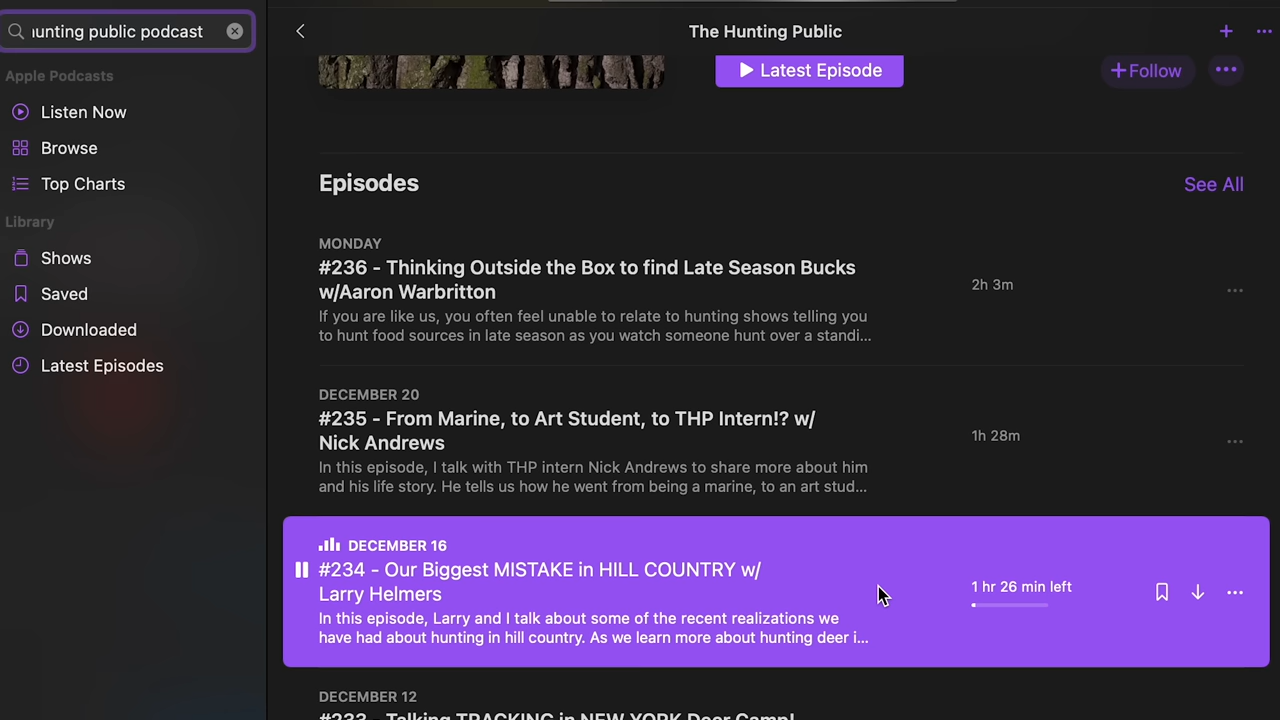 unting public podcast
The Hunting Public
Apple Podcasts
Listen Now
Browse
Top Charts
Library
Shows
Saved
Downloaded
Latest Episodes
Latest Episode
+Follow
Episodes
See All
MONDAY
#236 - Thinking Outside the Box to find Late Season Bucks
w/Aaron Warbritton
If you are like us, you often feel unable to relate to hunting shows telling you
to hunt food sources in late season as you watch someone hunt over a standi...
2h 3m
DECEMBER 20
#235 - From Marine, to Art Student, to THP Intern!? w/
Nick Andrews
In this episode, I talk with THP intern Nick Andrews to share more about him
and his life story. He tells us how he went from being a marine, to an art stud...
1h 28m
DECEMBER 16
#234 - Our Biggest MISTAKE in HILL COUNTRY w/
Larry Helmers
In this episode, Larry and I talk about some of the recent realizations we
have had about hunting in hill country. As we learn more about hunting deer i...
1 hr 26 min left
DECEMBER 12
#233 - Talking TRACKING in NEW YORK Deer Camp!